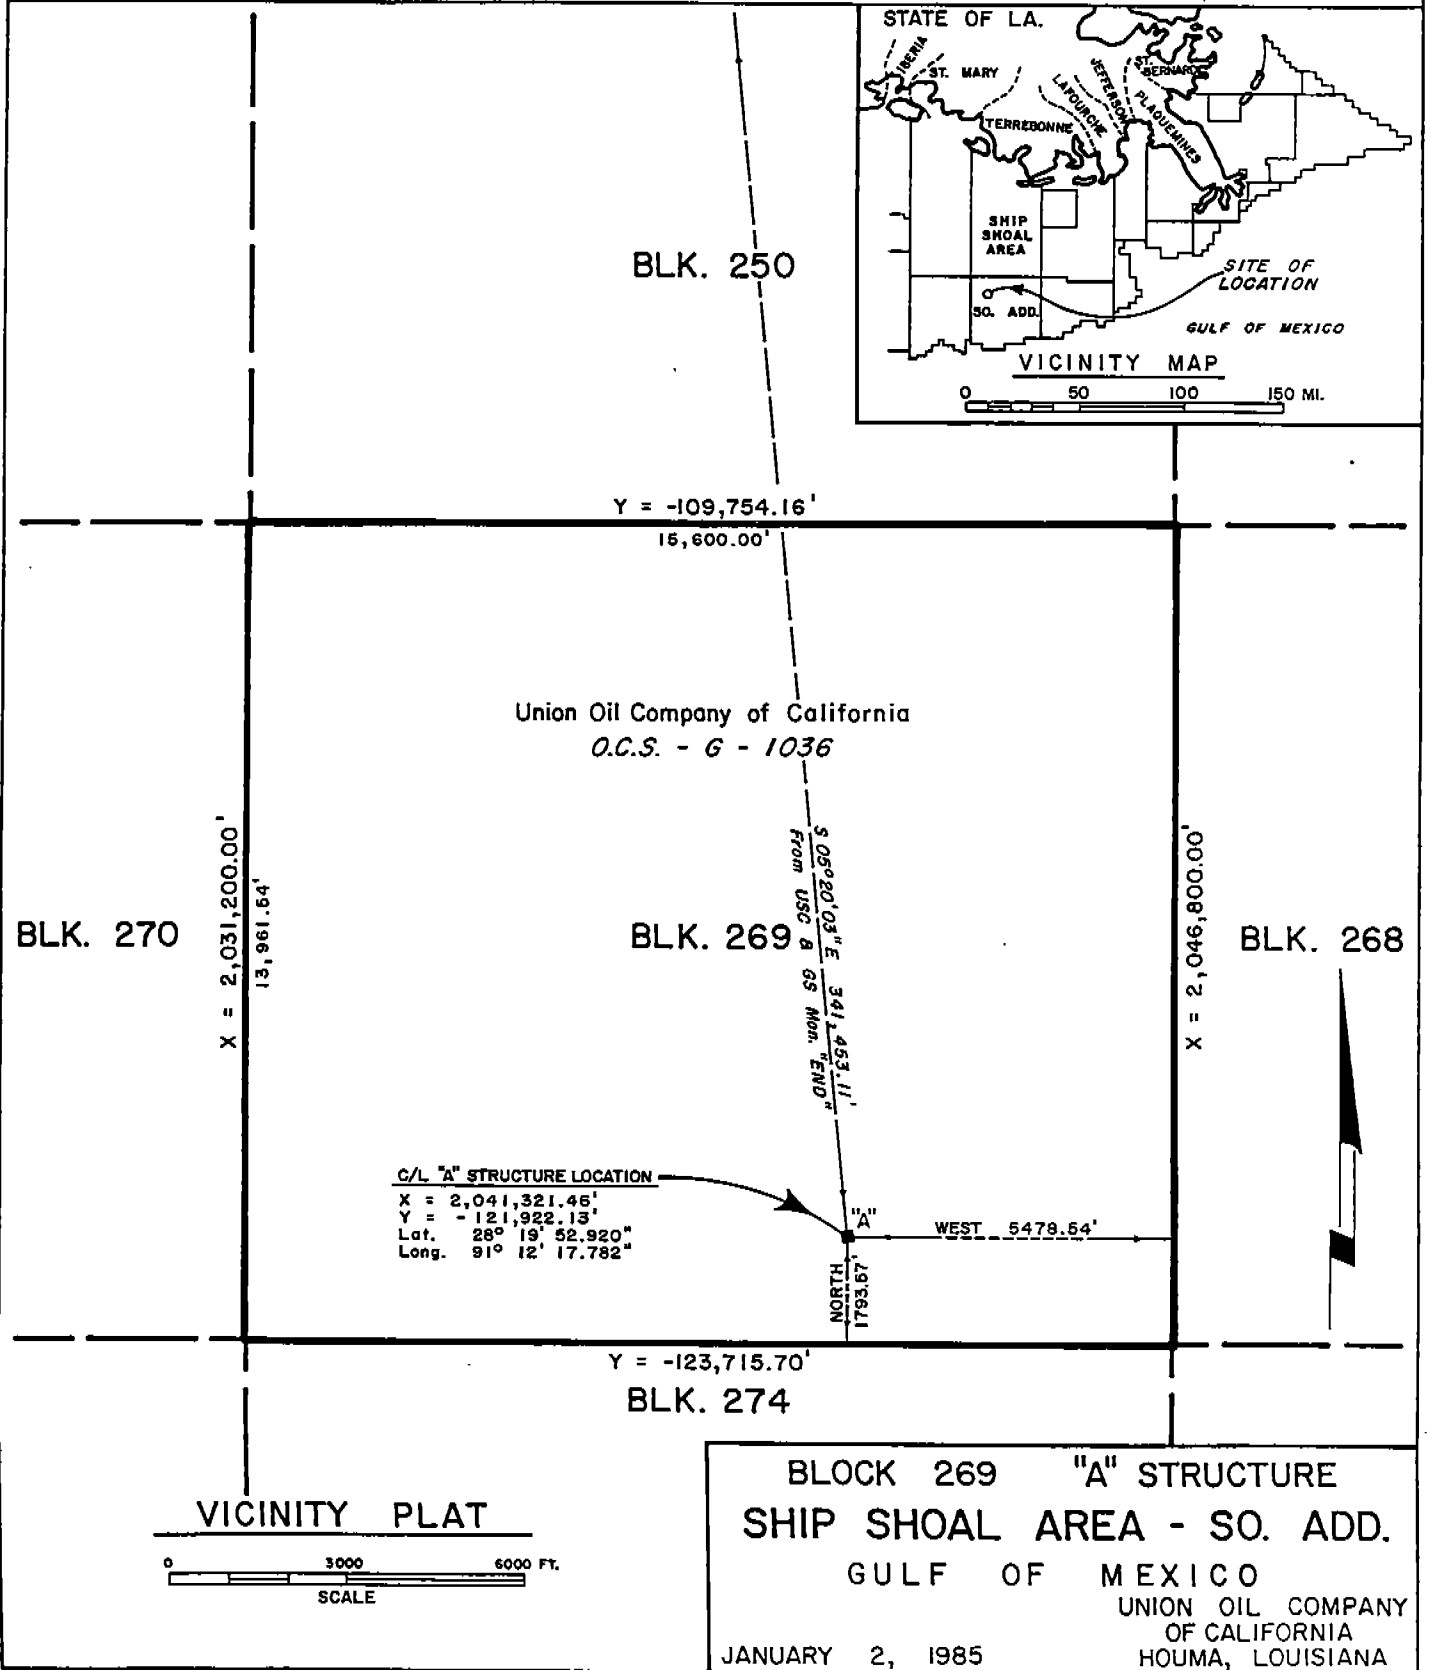 STATE OF LA.
IBERIA
ST. MARY
TERREBONNE
LAFOURCHE
JEFFERSON
ST. BERNARD
PLAQUEMINES
SHIP
SHOAL
AREA
SO. ADD.
SITE OF
LOCATION
GULF OF MEXICO
VICINITY MAP
0 50 100 150 MI.
BLK. 250
Y = -109,754.16'
15,600.00'
Union Oil Company of California
O.C.S. - G - 1036
X = 2,031,200.00'
13,961.54'
BLK. 270
BLK. 269
S 05° 20' 03" E 341,453.11'
From USC & GS Mon. "END"
X = 2,046,800.00'
BLK. 268
C/L "A" STRUCTURE LOCATION
X = 2,041,321.46'
Y = -121,922.13'
Lat. 28° 19' 52.920"
Long. 91° 12' 17.782"
"A"
WEST 5478.54'
NORTH
1793.57'
Y = -123,715.70'
BLK. 274
VICINITY PLAT
0 3000 6000 FT.
SCALE
BLOCK 269 "A" STRUCTURE
SHIP SHOAL AREA - SO. ADD.
GULF OF MEXICO
UNION OIL COMPANY
OF CALIFORNIA
JANUARY 2, 1985 HOUMA, LOUISIANA